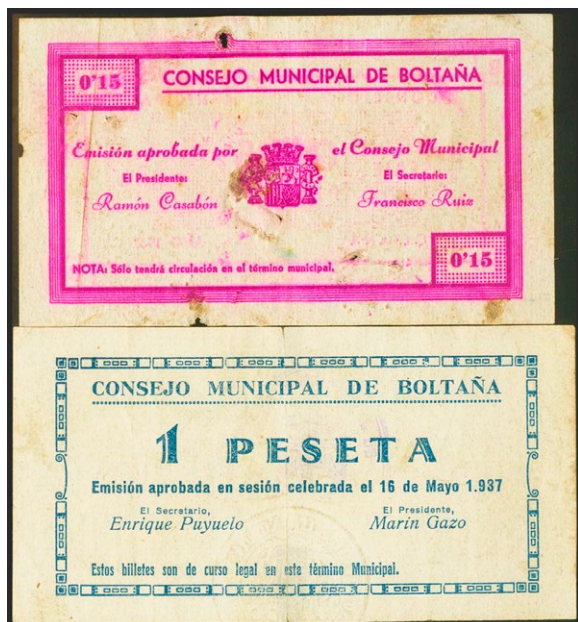 0'15
CONSEJO MUNICIPAL DE BOLTAÑA
Emisión aprobada por el Consejo Municipal
El Presidente: El Secretario:
Ramón Casabón Francisco Ruiz
NOTA: Sólo tendrá circulación en el término municipal.
0'15
CONSEJO MUNICIPAL DE BOLTAÑA
1 PESETA
Emisión aprobada en sesión celebrada el 16 de Mayo 1.937
El Secretario, El Presidente,
Enrique Puyuelo Marín Gazo
Estos billetes son de curso legal en este término Municipal.